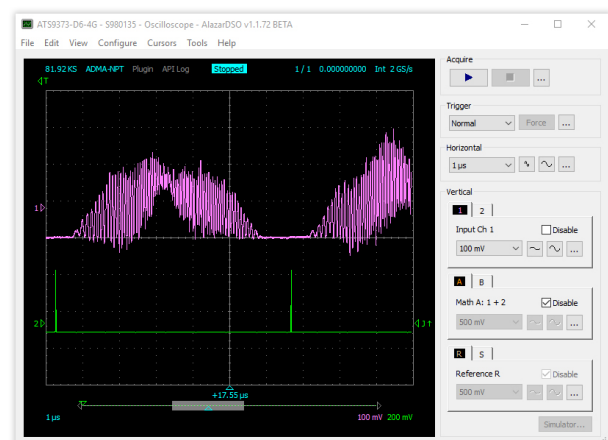 ATS9373-D6-4G - S980135 - Oscilloscope - AlazarDSO v1.1.72 BETA
File Edit View Configure Cursors Tools Help
81.92 KS ADMA-NPT Plugin API Log Stopped 1 / 1 0.000000000 Int 2 GS/s
T
1
2
+17.55 µs
T
1 µs 100 mV 200 mV
Acquire
...
Trigger
Normal Force ...
Horizontal
1 µs ...
Vertical
1 2
Input Ch 1 Disable
100 mV ...
A B
Math A: 1 + 2 Disable
500 mV ...
R S
Reference R Disable
500 mV ...
Simulator...